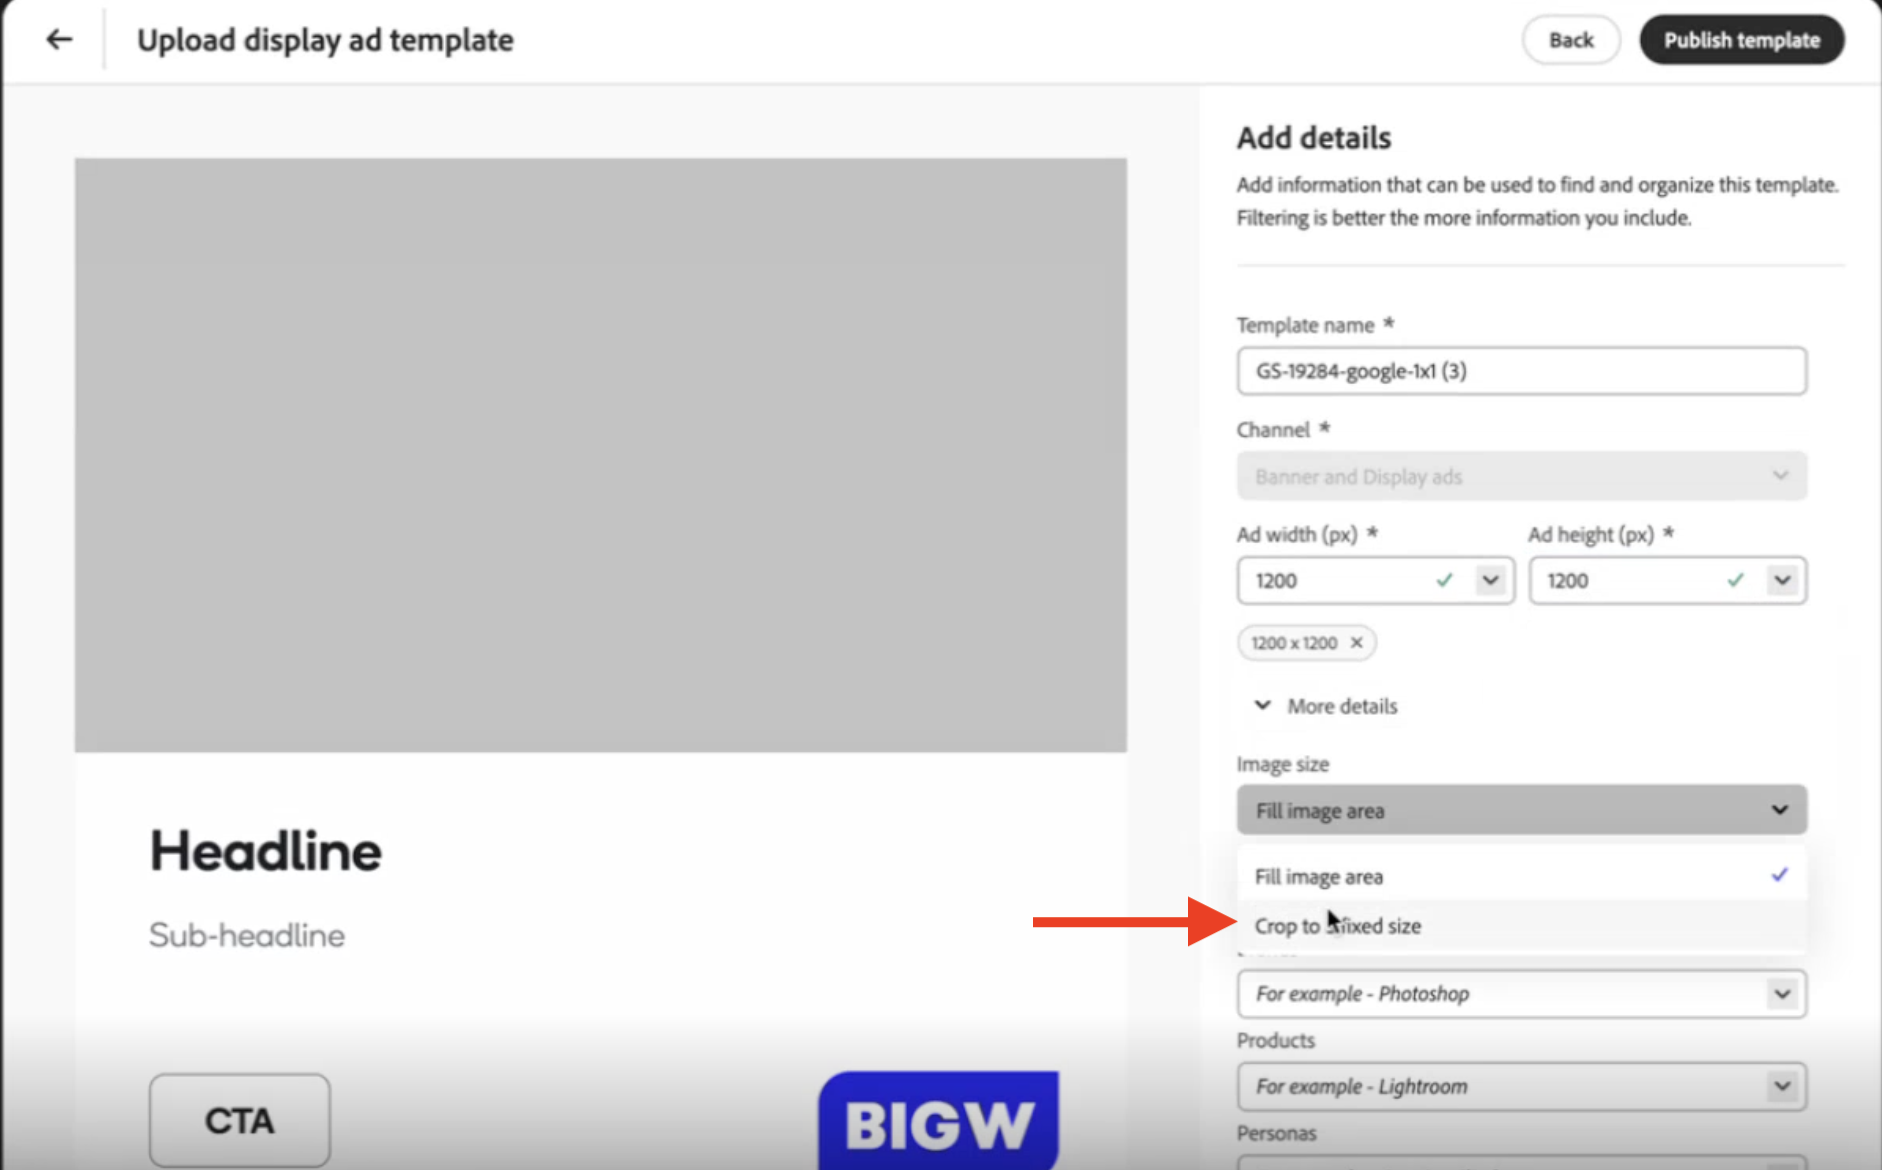 Upload display ad template
Back
Publish template
Add details
Add information that can be used to find and organize this template.
Filtering is better the more information you include.
Template name *
GS-19284-google-1x1 (3)
Channel *
Banner and Display ads
Ad width (px) *
Ad height (px) *
1200
1200
1200 x 1200
More details
Image size
Fill image area
Fill image area
Crop to fixed size
For example - Photoshop
Products
For example - Lightroom
Personas
Headline
Sub-headline
CTA
BIGW